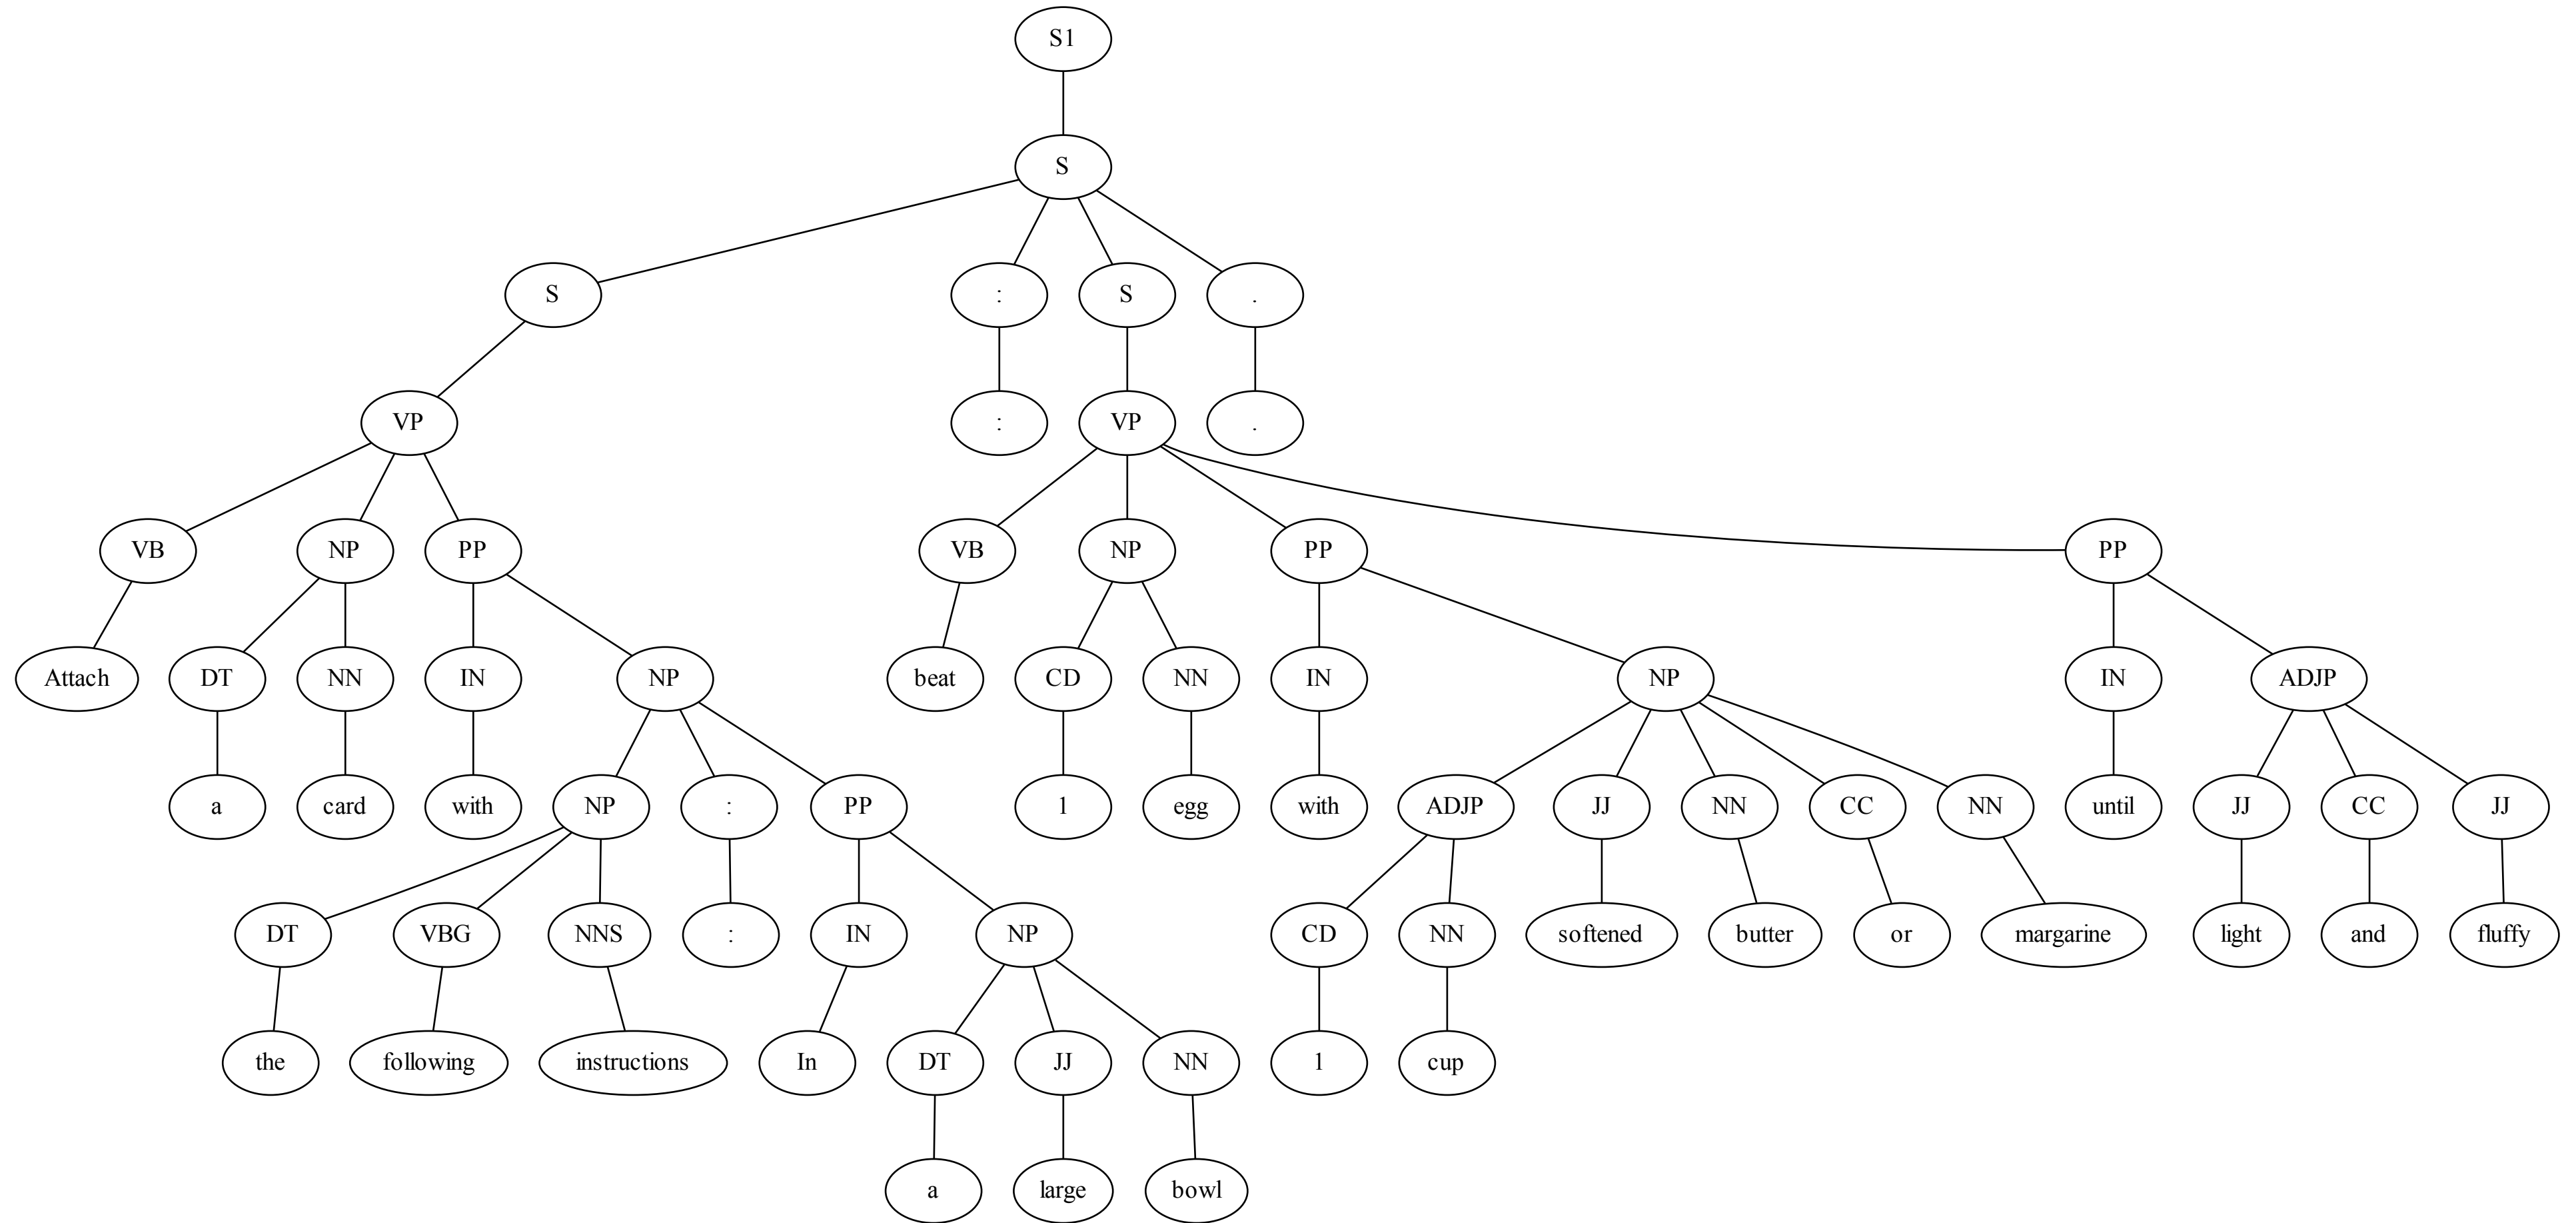 S1
S
S : S .
VP : VP .
VB NP PP VB NP PP PP
Attach DT NN IN NP beat CD NN IN NP IN ADJP
a card with NP : PP 1 egg with ADJP JJ NN CC NN until JJ CC JJ
DT VBG NNS : IN NP CD NN softened butter or margarine light and fluffy
the following instructions In DT JJ NN 1 cup
a large bowl